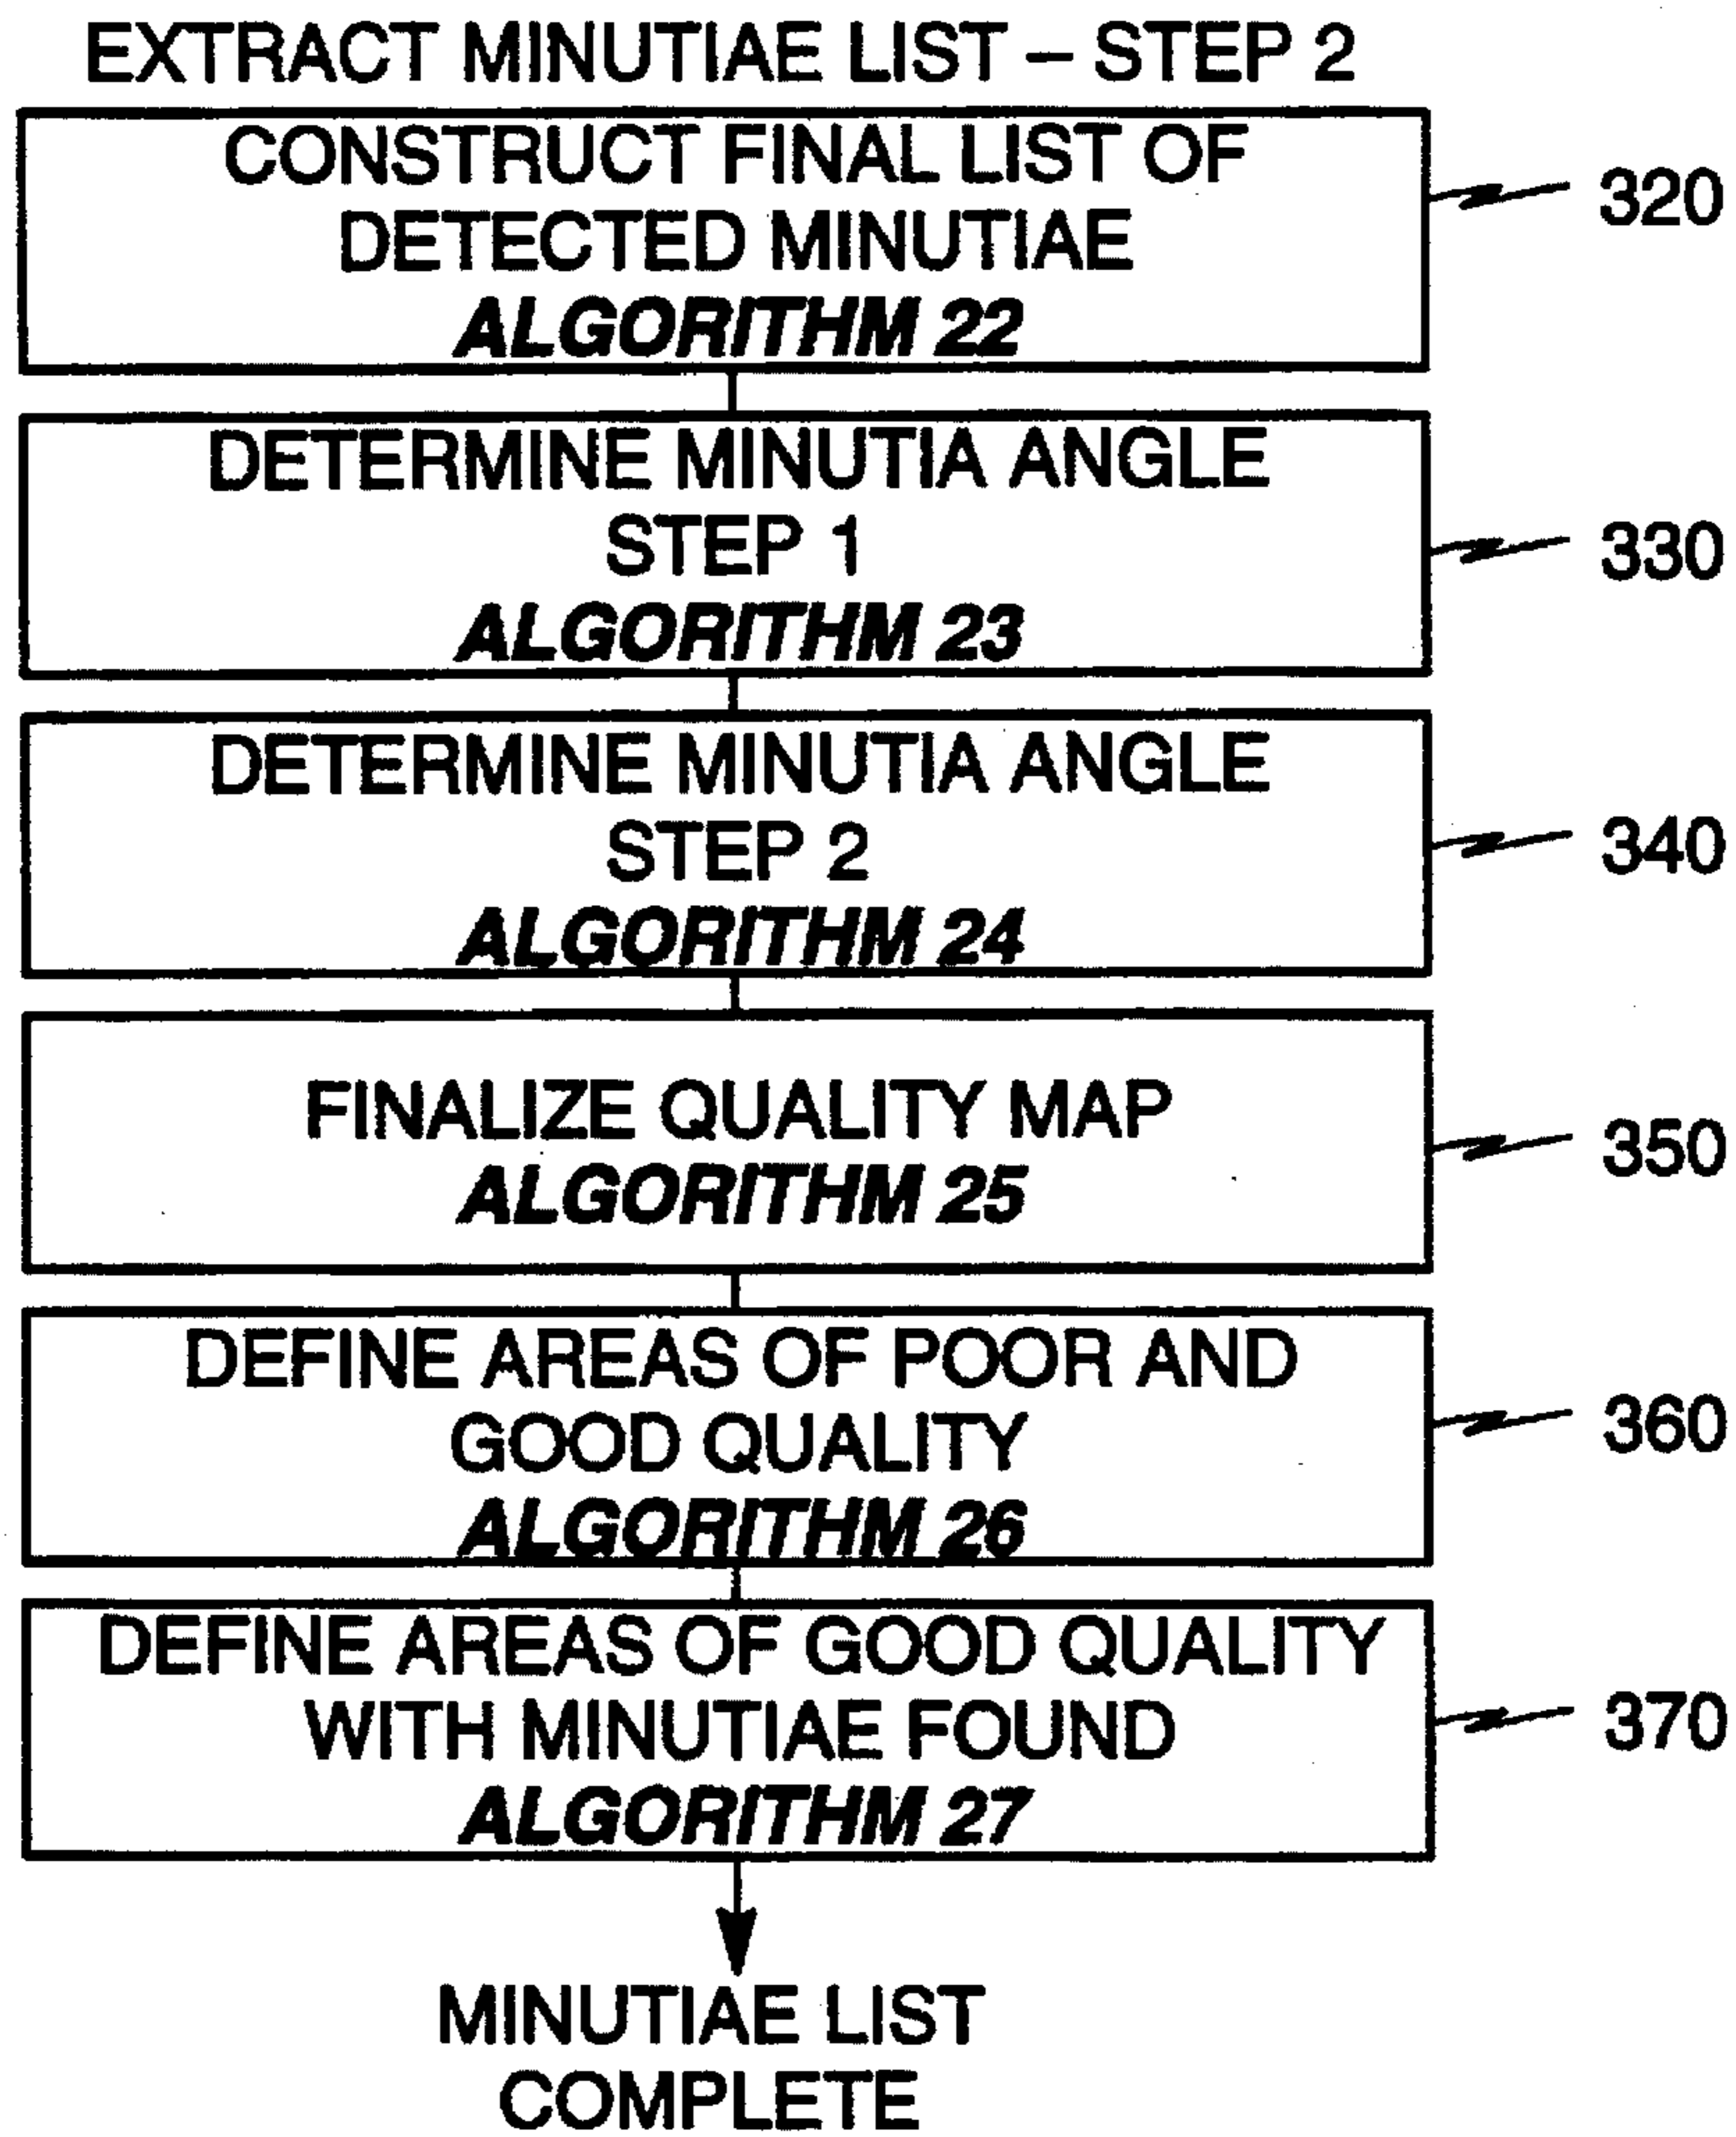 EXTRACT MINUTIAE LIST – STEP 2
CONSTRUCT FINAL LIST OF
DETECTED MINUTIAE
ALGORITHM 22
320
DETERMINE MINUTIA ANGLE
STEP 1
ALGORITHM 23
330
DETERMINE MINUTIA ANGLE
STEP 2
ALGORITHM 24
340
FINALIZE QUALITY MAP
ALGORITHM 25
350
DEFINE AREAS OF POOR AND
GOOD QUALITY
ALGORITHM 26
360
DEFINE AREAS OF GOOD QUALITY
WITH MINUTIAE FOUND
ALGORITHM 27
370
MINUTIAE LIST
COMPLETE